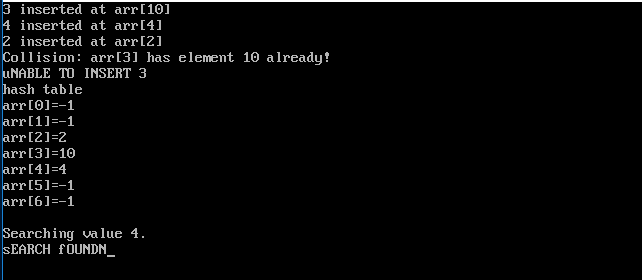 3 inserted at arr[10]
4 inserted at arr[4]
2 inserted at arr[2]
Collision: arr[3] has element 10 already!
uNABLE TO INSERT 3
hash table
arr[0]=-1
arr[1]=-1
arr[2]=2
arr[3]=10
arr[4]=4
arr[5]=-1
arr[6]=-1
Searching value 4.
sEARCH fOUNDN_